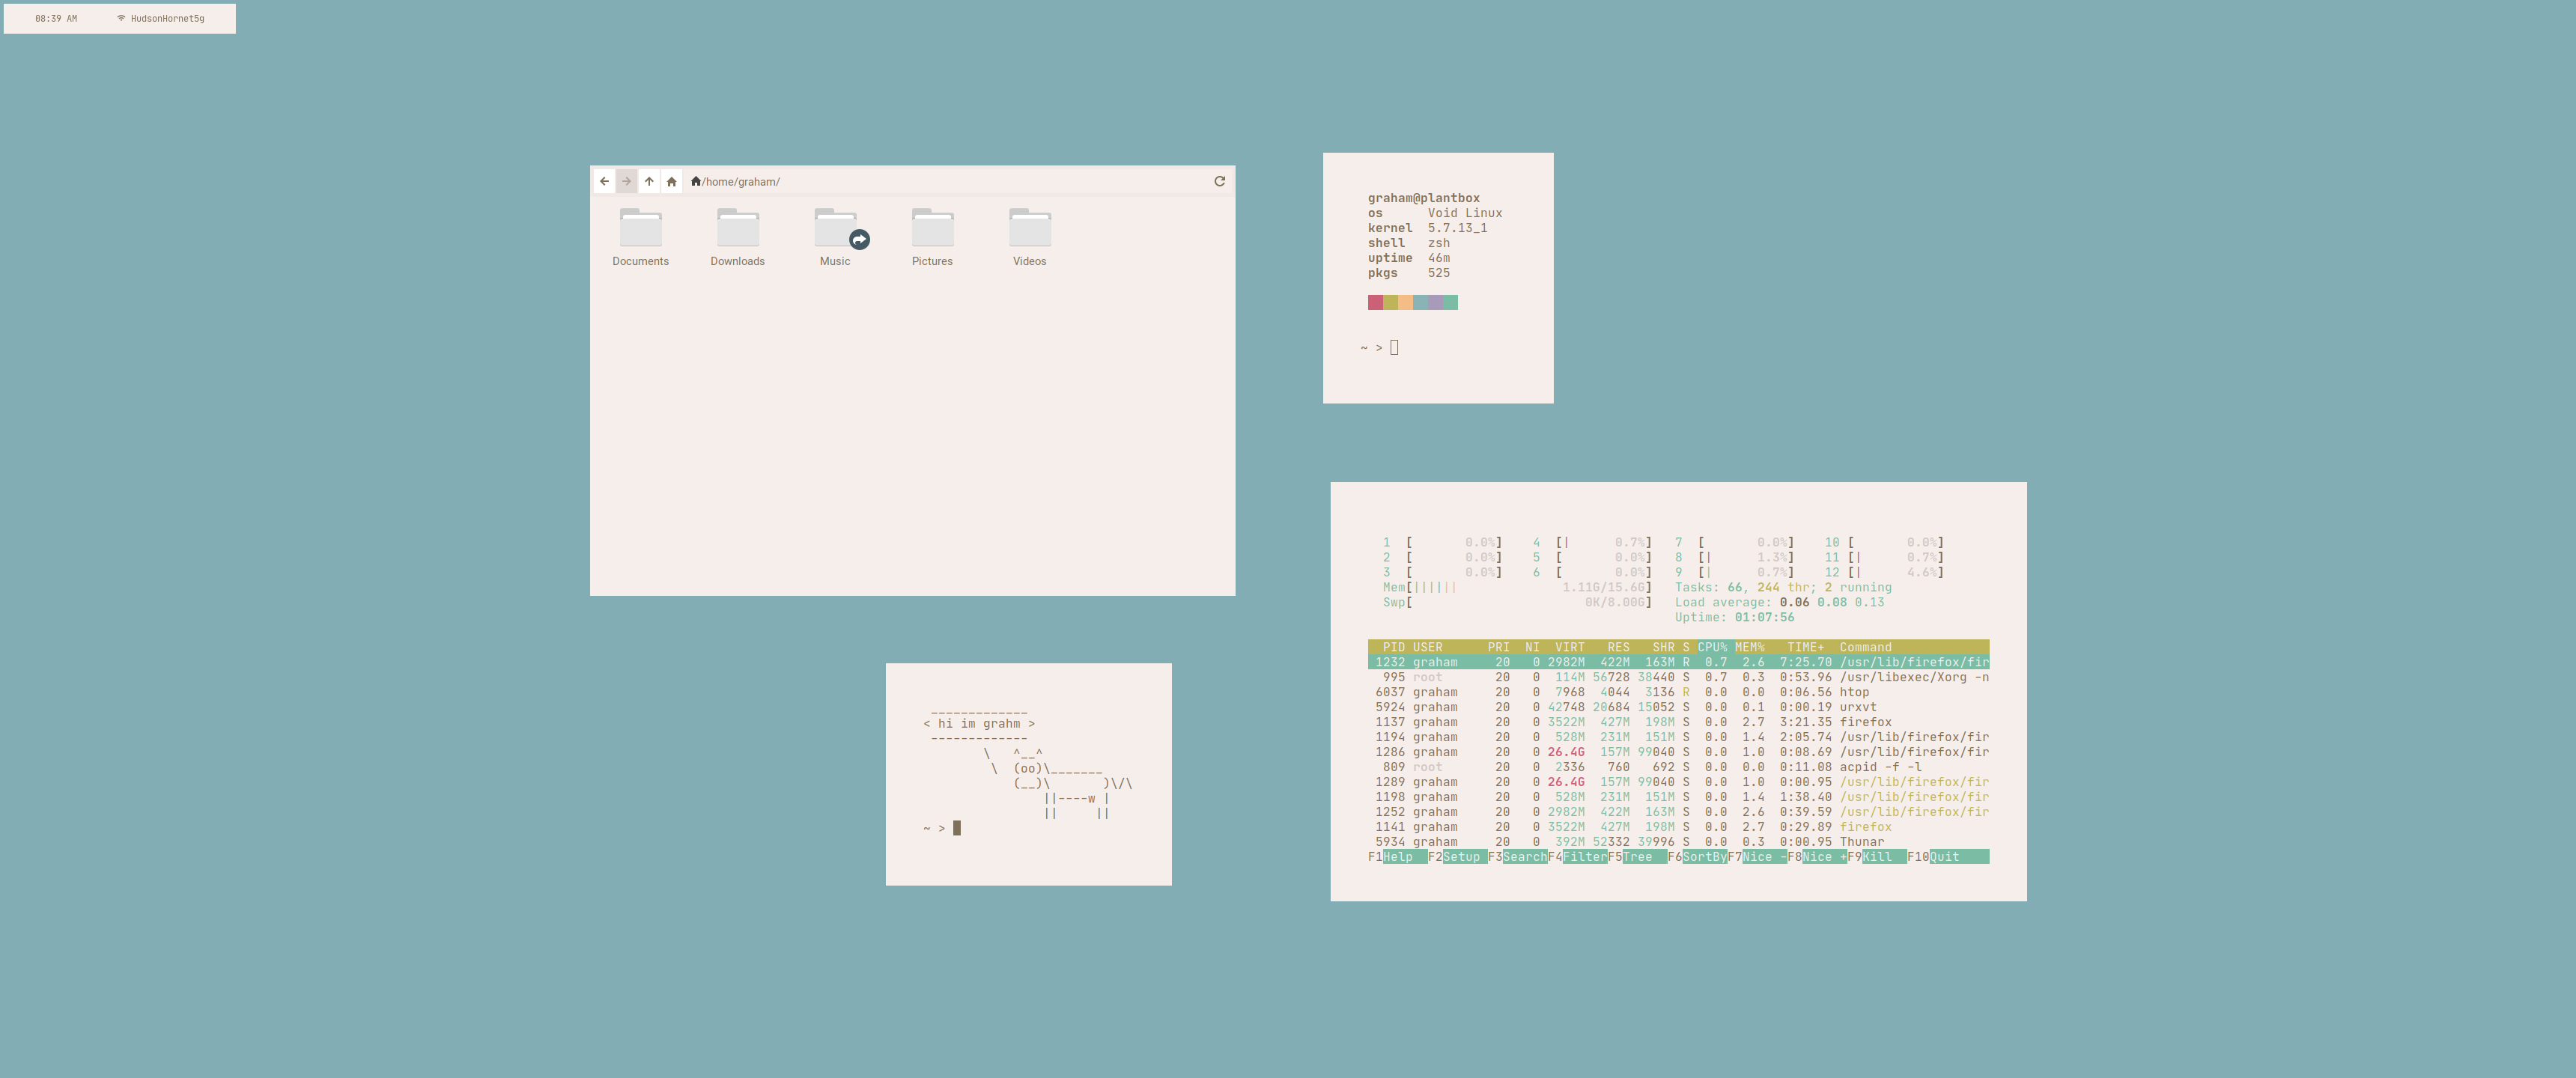 08:39 AM HudsonHornet5g
/home/graham/
Documents Downloads Music Pictures Videos
graham@plantbox
os Void Linux
kernel 5.7.13_1
shell zsh
uptime 46m
pkgs 525
~ >
1 [ 0.0%] 4 [| 0.7%] 7 [ 0.0%] 10 [ 0.0%]
2 [ 0.0%] 5 [ 0.0%] 8 [| 1.3%] 11 [| 0.7%]
3 [ 0.0%] 6 [ 0.0%] 9 [| 0.7%] 12 [| 4.6%]
Mem[|||||| 1.11G/15.6G] Tasks: 66, 244 thr; 2 running
Swp[ 0K/8.00G] Load average: 0.06 0.08 0.13
Uptime: 01:07:56
PID USER PRI NI VIRT RES SHR S CPU% MEM% TIME+ Command
1232 graham 20 0 2982M 422M 163M R 0.7 2.6 7:25.70 /usr/lib/firefox/fir
995 root 20 0 114M 56728 38440 S 0.7 0.3 0:53.96 /usr/libexec/Xorg -n
6037 graham 20 0 7968 4044 3136 R 0.0 0.0 0:06.56 htop
5924 graham 20 0 42748 20684 15052 S 0.0 0.1 0:00.19 urxvt
1137 graham 20 0 3522M 427M 198M S 0.0 2.7 3:21.35 firefox
1194 graham 20 0 528M 231M 151M S 0.0 1.4 2:05.74 /usr/lib/firefox/fir
1286 graham 20 0 26.4G 157M 99040 S 0.0 1.0 0:08.69 /usr/lib/firefox/fir
809 root 20 0 2336 760 692 S 0.0 0.0 0:11.08 acpid -f -l
1289 graham 20 0 26.4G 157M 99040 S 0.0 1.0 0:00.95 /usr/lib/firefox/fir
1198 graham 20 0 528M 231M 151M S 0.0 1.4 1:38.40 /usr/lib/firefox/fir
1252 graham 20 0 2982M 422M 163M S 0.0 2.6 0:39.59 /usr/lib/firefox/fir
1141 graham 20 0 3522M 427M 198M S 0.0 2.7 0:29.89 firefox
5934 graham 20 0 392M 52332 39996 S 0.0 0.3 0:00.95 Thunar
F1Help F2Setup F3SearchF4FilterF5Tree F6SortByF7Nice -F8Nice +F9Kill F10Quit
_____________
< hi im grahm >
-------------
\ ^__^
\ (oo)\_______
(__)\ )\/\
||----w |
|| ||
~ >